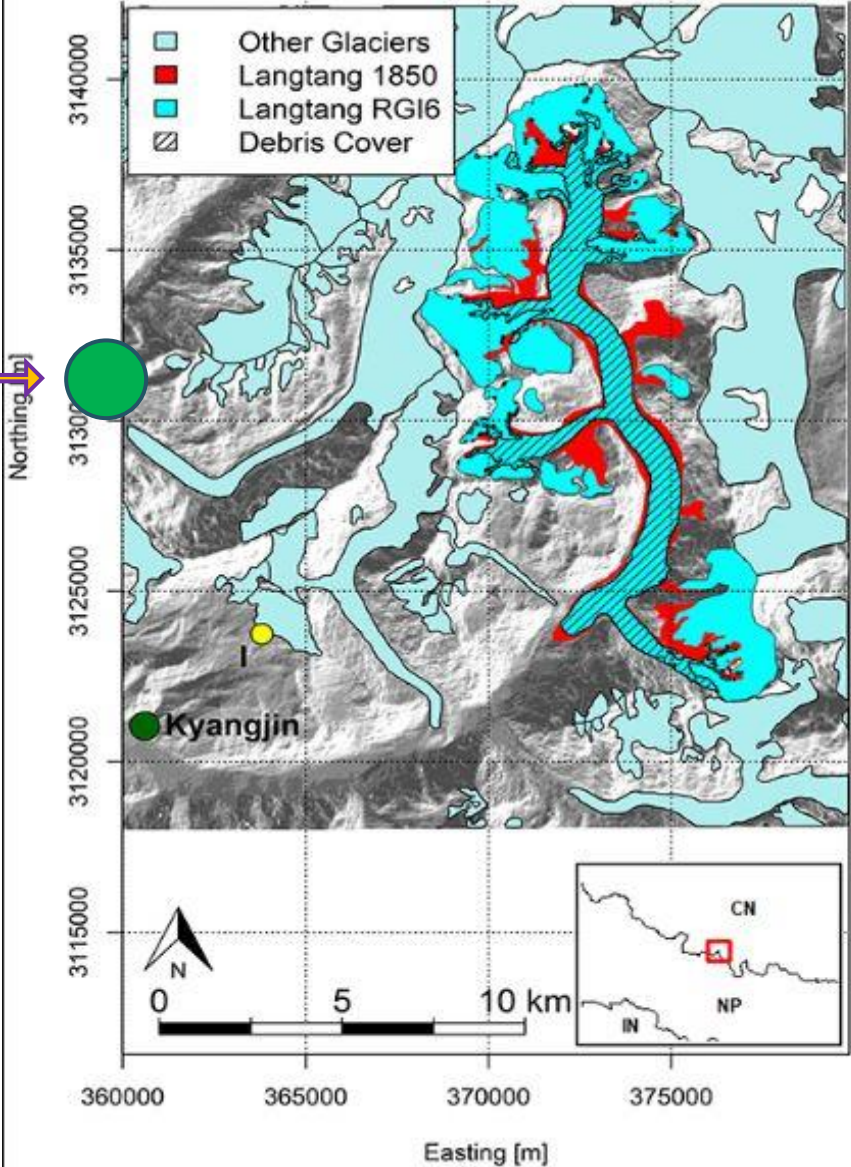 Other Glaciers
Langtang 1850
Langtang RGI6
Debris Cover
3140000
3135000
313000
3125000
3120000
3115000
Northing [m]
I
Kyangjin
N
0 5 10 km
CN
NP
IN
360000 365000 370000 375000
Easting [m]